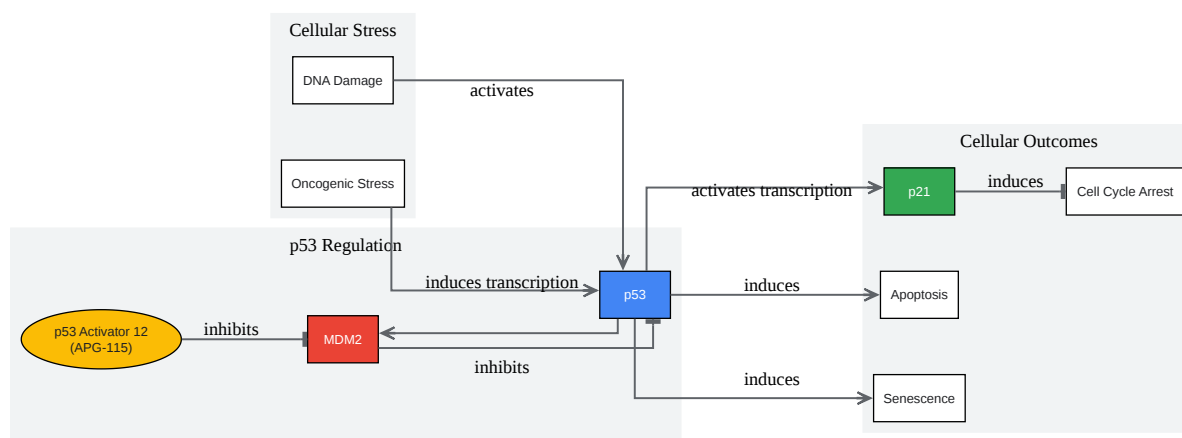 Cellular Stress
DNA Damage
activates
Cellular Outcomes
Oncogenic Stress
activates transcription
p21
induces
Cell Cycle Arrest
p53 Regulation
induces transcription
p53
induces
Apoptosis
p53 Activator 12
(APG-115)
inhibits
MDM2
inhibits
induces
Senescence